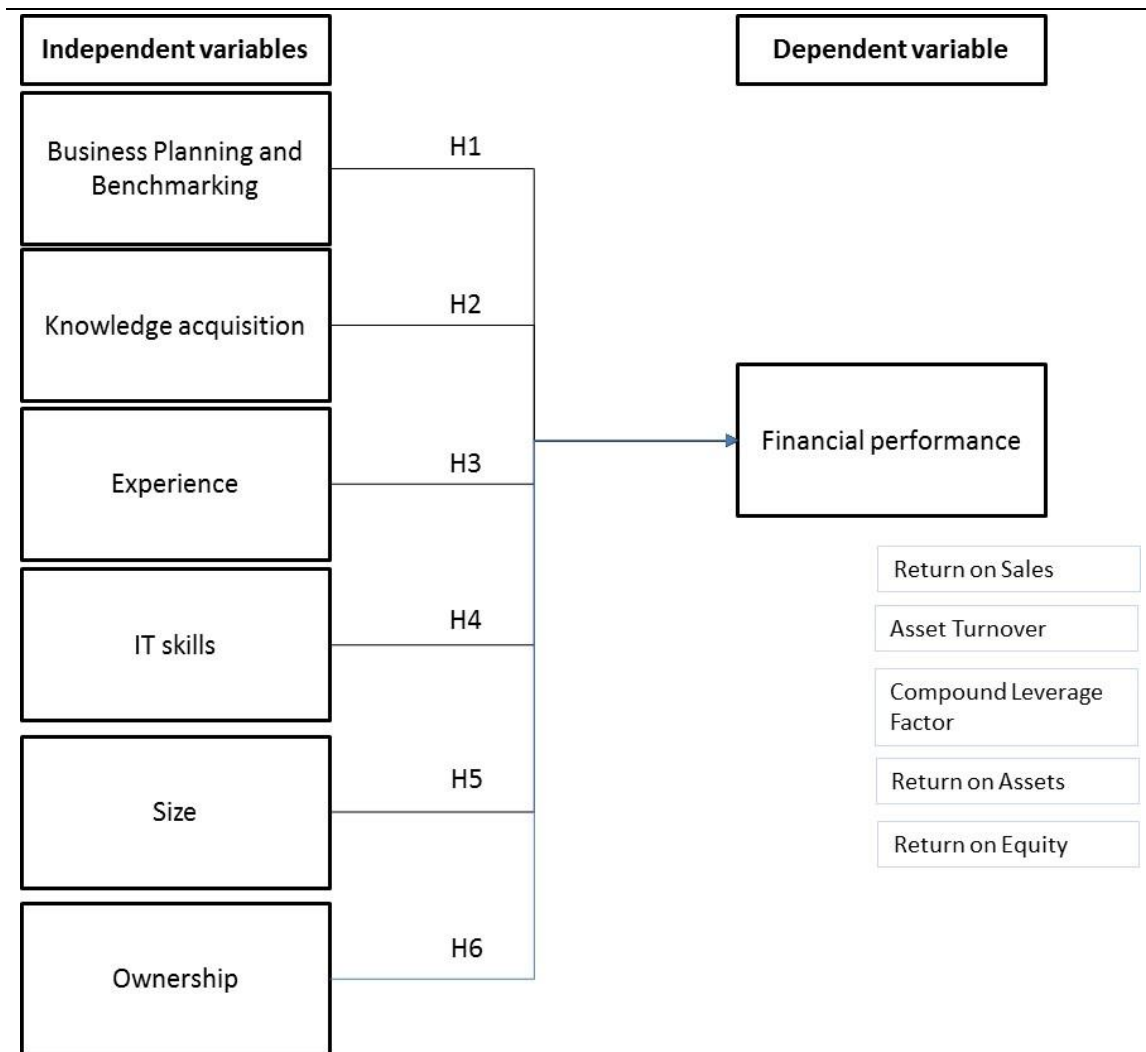 Independent variables
Dependent variable
Business Planning and
Benchmarking
H1
Knowledge acquisition
H2
Experience
H3
IT skills
H4
Size
H5
Ownership
H6
Financial performance
Return on Sales
Asset Turnover
Compound Leverage
Factor
Return on Assets
Return on Equity